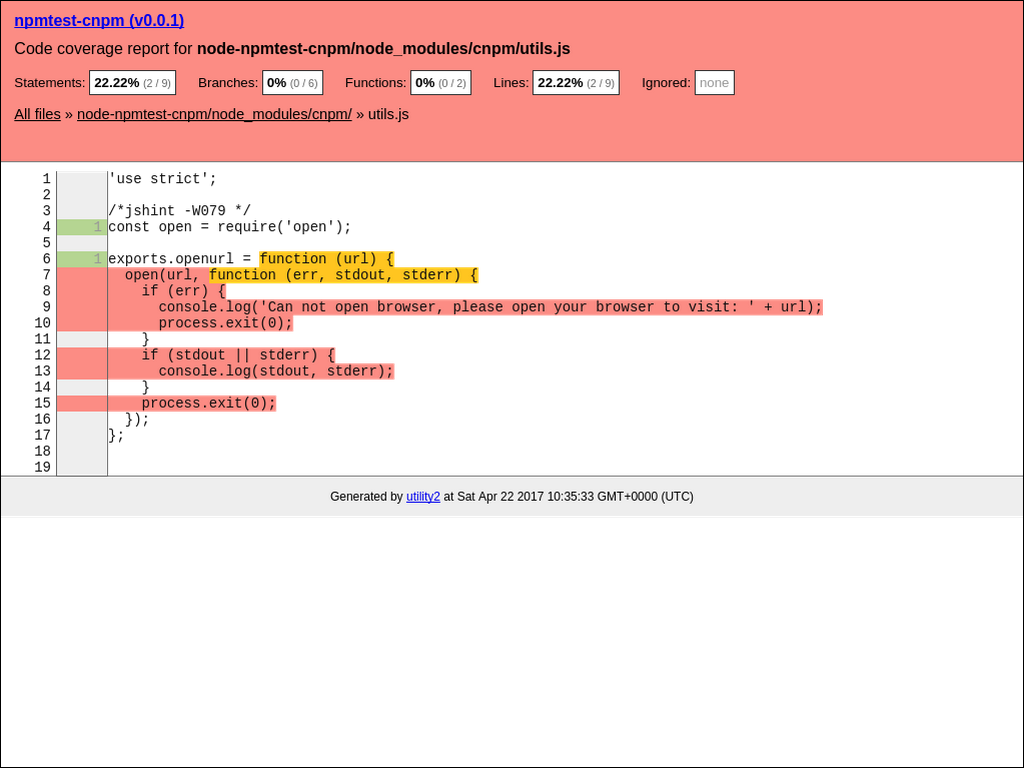 npmtest-cnpm (v0.0.1)
Code coverage report for node-npmtest-cnpm/node_modules/cnpm/utils.js
Statements: 22.22% (2 / 9) Branches: 0% (0 / 6) Functions: 0% (0 / 2) Lines: 22.22% (2 / 9) Ignored: none
All files » node-npmtest-cnpm/node_modules/cnpm/ » utils.js
1 'use strict';
2
3 /*jshint -W079 */
4 1 const open = require('open');
5
6 1 exports.openurl = function (url) {
7 open(url, function (err, stdout, stderr) {
8 if (err) {
9 console.log('Can not open browser, please open your browser to visit: ' + url);
10 process.exit(0);
11 }
12 if (stdout || stderr) {
13 console.log(stdout, stderr);
14 }
15 process.exit(0);
16 });
17 };
18
19
Generated by utility2 at Sat Apr 22 2017 10:35:33 GMT+0000 (UTC)